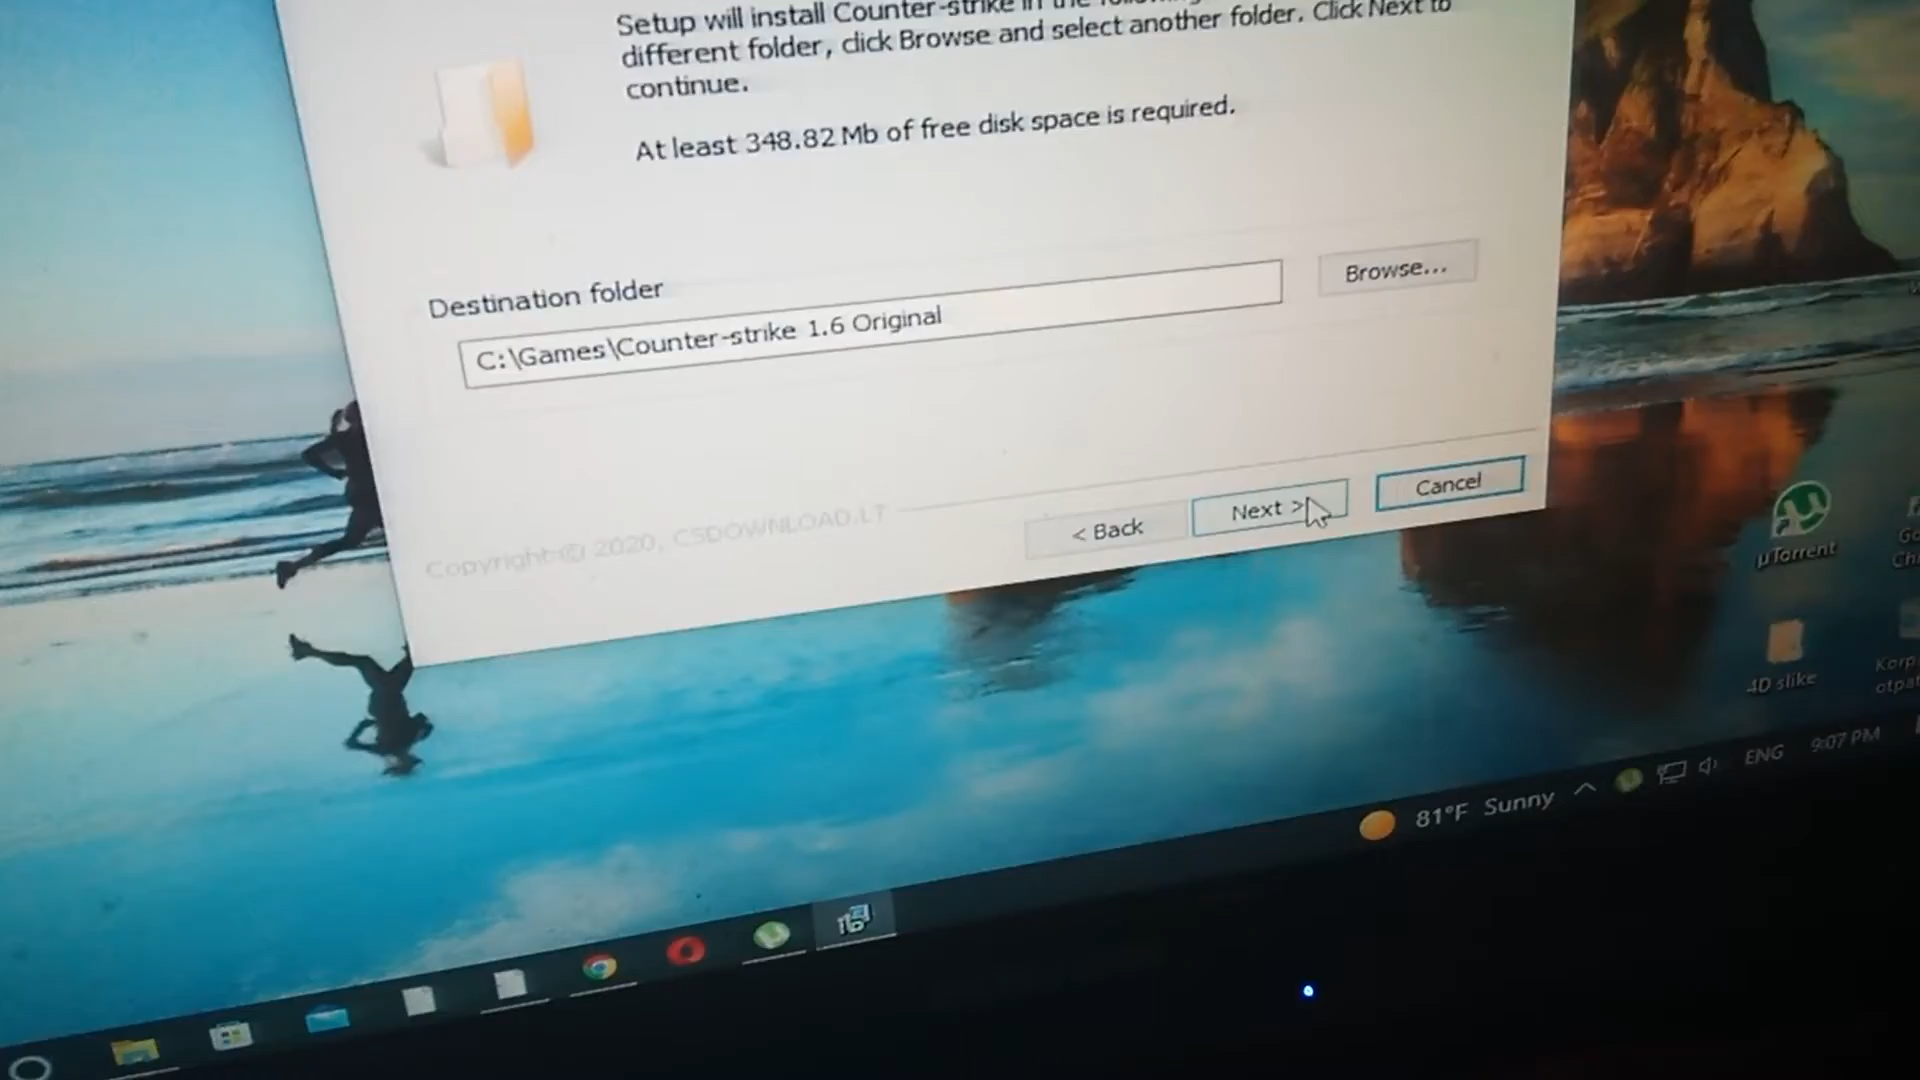 Setup will install Counter-strike in the
different folder, click Browse and select another folder. Click Next to
continue.
At least 348.82 Mb of free disk space is required.
Destination folder
C:\Games\Counter-strike 1.6 Original
Browse...
Copyright © 2020, CSDOWNLOAD.LT
< Back
Next >
Cancel
µTorrent
4D slike
81°F Sunny
ENG
9:07 PM